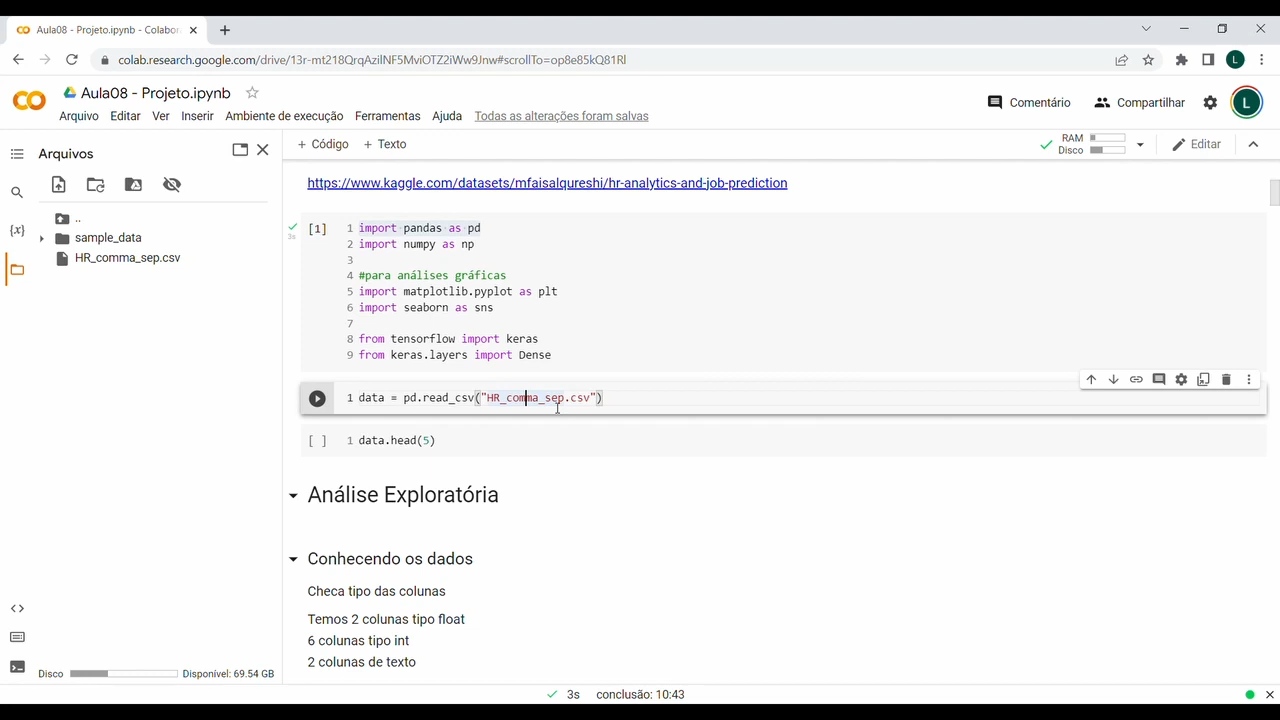 Aula08 - Projeto.ipynb - Colabora
colab.research.google.com/drive/13r-mt218QrqAzilNF5MviOTZ2iWw9Jnw#scrollTo=op8e85kQ81Rl
L
Aula08 - Projeto.ipynb
Arquivo Editar Ver Inserir Ambiente de execução Ferramentas Ajuda Todas as alterações foram salvas
Comentário Compartilhar L
Arquivos
+ Código + Texto
RAM
Disco
Editar
..
sample_data
HR_comma_sep.csv
{x}
https://www.kaggle.com/datasets/mfaisalqureshi/hr-analytics-and-job-prediction
[1] 1 import pandas as pd
3s 2 import numpy as np
3
4 #para análises gráficas
5 import matplotlib.pyplot as plt
6 import seaborn as sns
7
8 from tensorflow import keras
9 from keras.layers import Dense
1 data = pd.read_csv("HR_comma_sep.csv")
[ ] 1 data.head(5)
Análise Exploratória
Conhecendo os dados
Checa tipo das colunas
Temos 2 colunas tipo float
6 colunas tipo int
2 colunas de texto
Disco Disponível: 69.54 GB
3s conclusão: 10:43